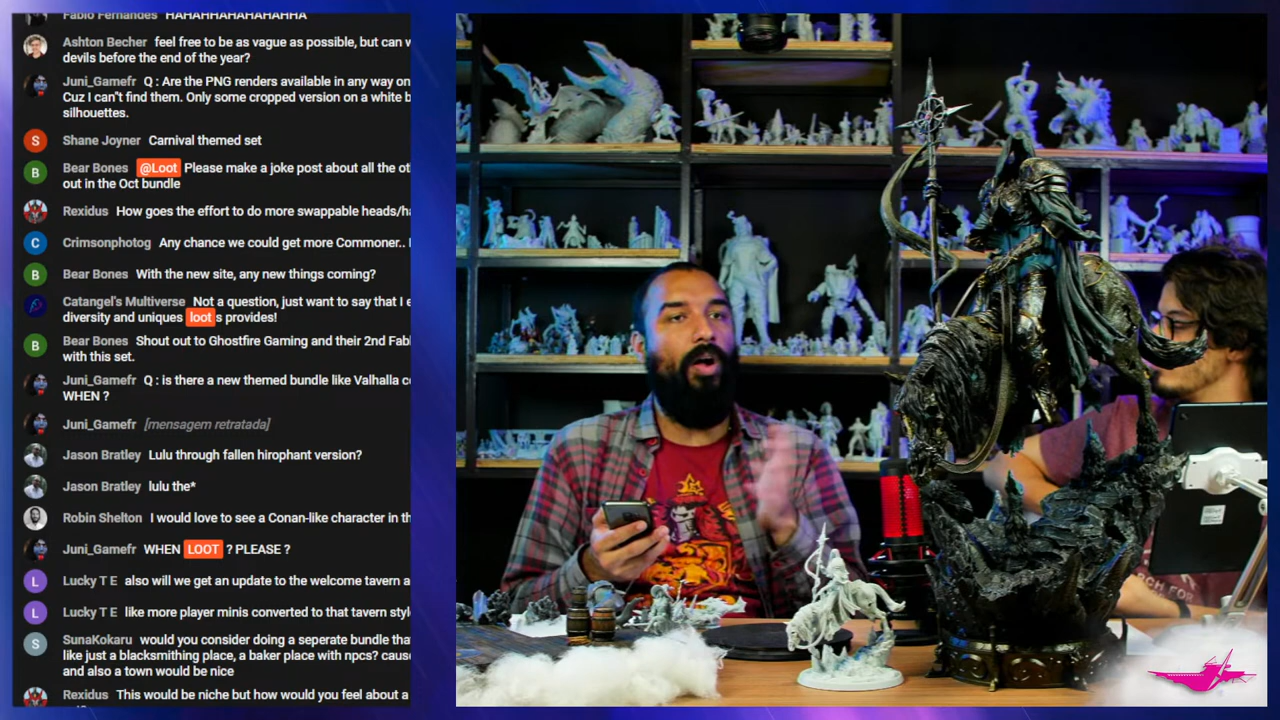 Fabio Fernandes HAHAHHAHAHAHAHHA
Ashton Becher feel free to be as vague as possible, but can w
devils before the end of the year?
Juni_Gamefr Q : Are the PNG renders available in any way on
Cuz I can"t find them. Only some cropped version on a white b
silhouettes.
S Shane Joyner Carnival themed set
B Bear Bones @Loot Please make a joke post about all the ot
out in the Oct bundle
Rexidus How goes the effort to do more swappable heads/ha
C Crimsonphotog Any chance we could get more Commoner..
B Bear Bones With the new site, any new things coming?
Catangel's Multiverse Not a question, just want to say that I e
diversity and uniques loot s provides!
B Bear Bones Shout out to Ghostfire Gaming and their 2nd Fabl
with this set.
Juni_Gamefr Q : is there a new themed bundle like Valhalla c
WHEN ?
Juni_Gamefr [mensagem retratada]
Jason Bratley Lulu through fallen hirophant version?
Jason Bratley lulu the*
Robin Shelton I would love to see a Conan-like character in th
Juni_Gamefr WHEN LOOT ? PLEASE ?
L Lucky T E also will we get an update to the welcome tavern a
L Lucky T E like more player minis converted to that tavern styl
S SunaKokaru would you consider doing a seperate bundle that
like just a blacksmithing place, a baker place with npcs? cause
and also a town would be nice
Rexidus This would be niche but how would you feel about a